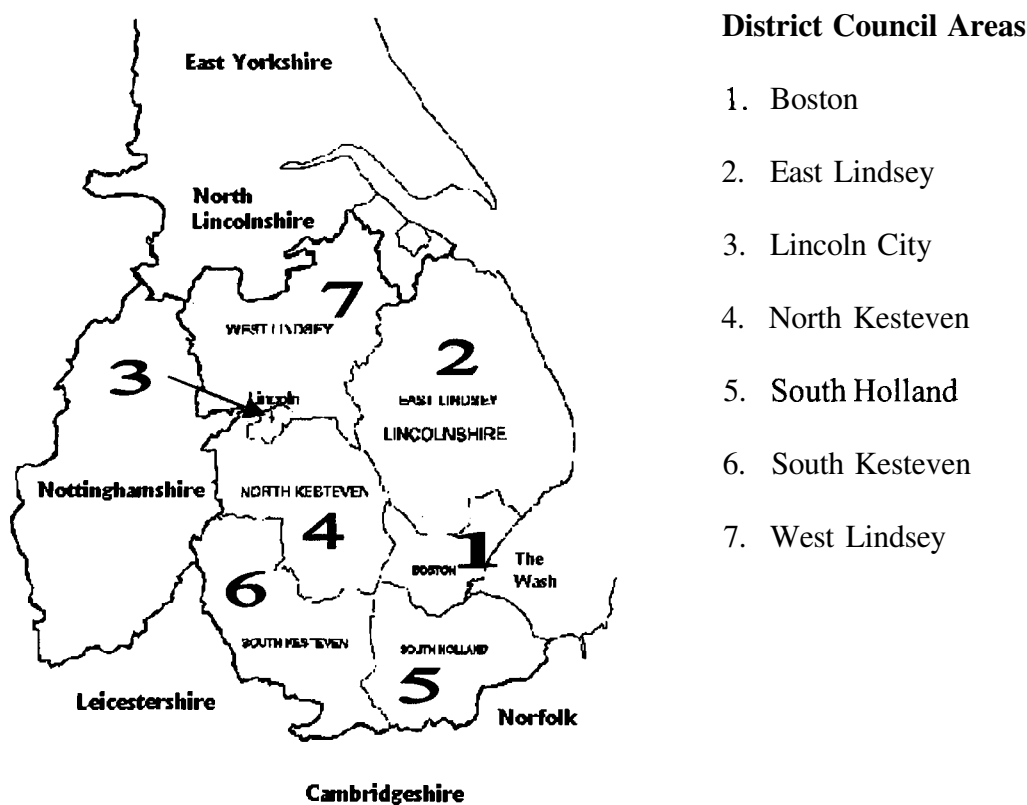 East Yorkshire
North
Lincolnshire
7
WEST LINDSEY
3
2
Lincoln
EAST LINDSEY
LINCOLNSHIRE
Nottinghamshire
NORTH KESTEVEN
4
1
BOSTON
The
Wash
6
SOUTH KESTEVEN
SOUTH HOLLAND
5
Leicestershire
Norfolk
Cambridgeshire
District Council Areas
1. Boston
2. East Lindsey
3. Lincoln City
4. North Kesteven
5. South Holland
6. South Kesteven
7. West Lindsey